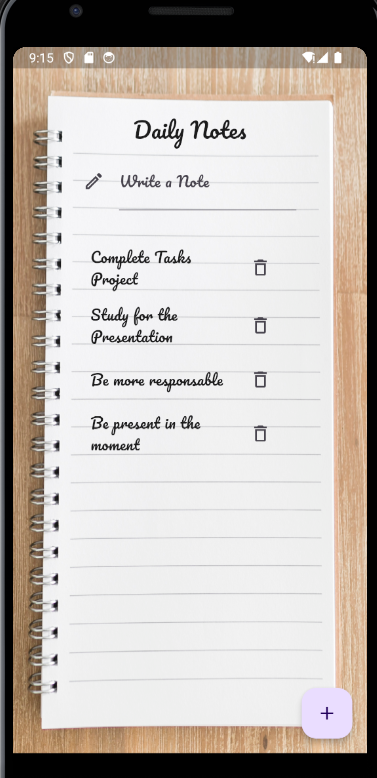 9:15
Daily Notes
Write a Note
Complete Tasks
Project
Study for the
Presentation
Be more responsable
Be present in the
moment
+